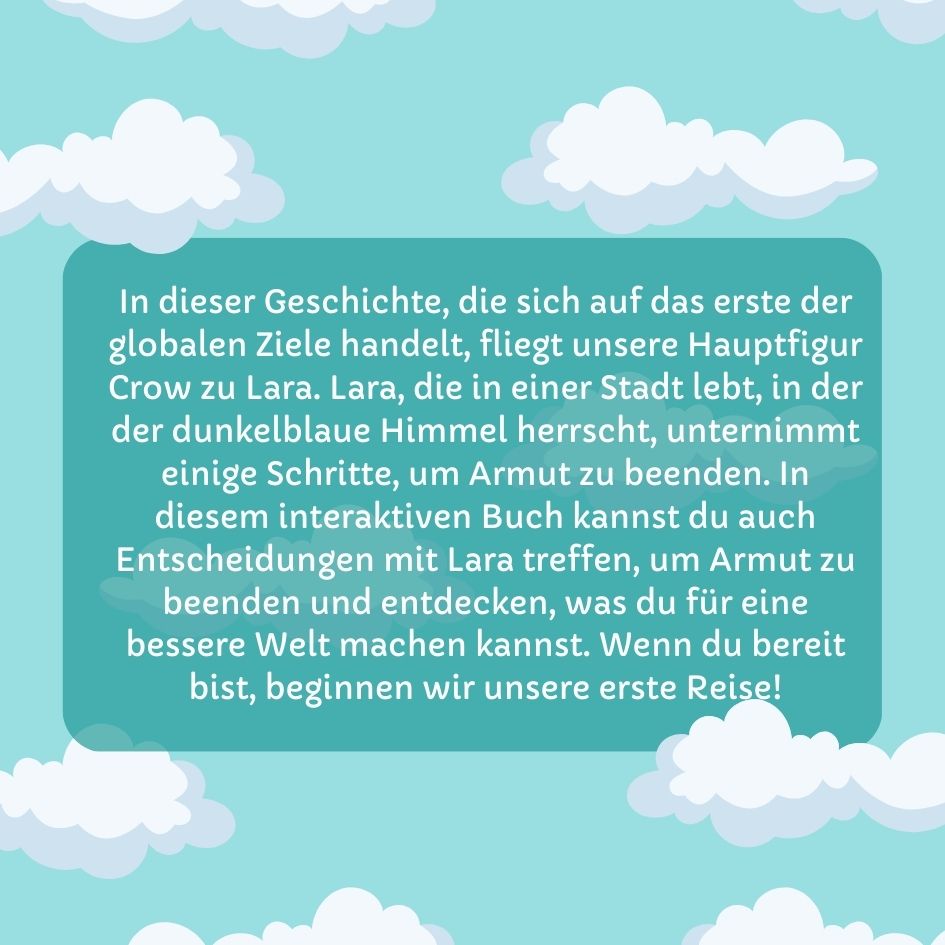 In dieser Geschichte, die sich auf das erste der
globalen Ziele handelt, fliegt unsere Hauptfigur
Crow zu Lara. Lara, die in einer Stadt lebt, in der
der dunkelblaue Himmel herrscht, unternimmt
einige Schritte, um Armut zu beenden. In
diesem interaktiven Buch kannst du auch
Entscheidungen mit Lara treffen, um Armut zu
beenden und entdecken, was du für eine
bessere Welt machen kannst. Wenn du bereit
bist, beginnen wir unsere erste Reise!